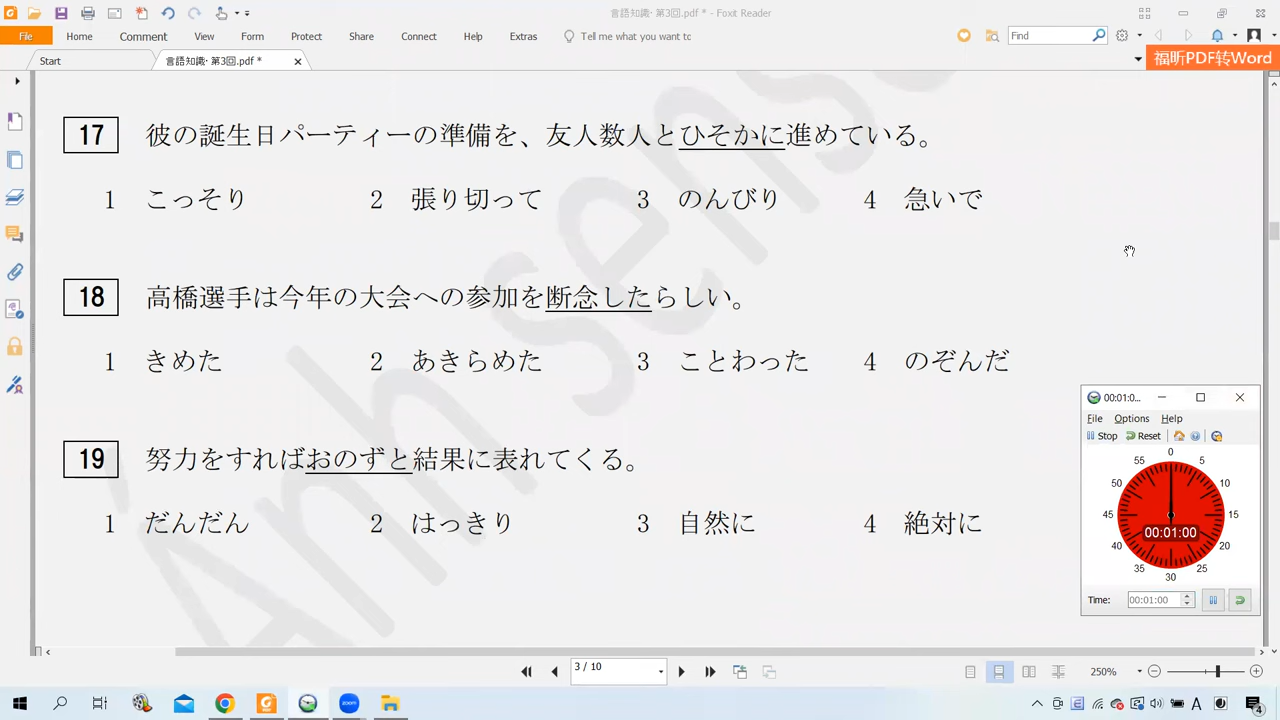 言語知識· 第3回.pdf * - Foxit Reader
File Home Comment View Form Protect Share Connect Help Extras Tell me what you want to Find
Start 言語知識·第3回.pdf * 福昕PDF转Word
17 彼の誕生日パーティーの準備を、友人数人とひそかに進めている。
1 こっそり 2 張り切って 3 のんびり 4 急いで
18 高橋選手は今年の大会への参加を断念したらしい。
1 きめた 2 あきらめた 3 ことわった 4 のぞんだ
19 努力をすればおのずと結果に表れてくる。
1 だんだん 2 はっきり 3 自然に 4 絶対に
Anh sense
00:01:0...
File Options Help
Stop Reset
0
55 5
50 10
45 15
00:01:00
40 20
35 25
30
Time: 00:01:00
3 / 10 250%
zoom A 4